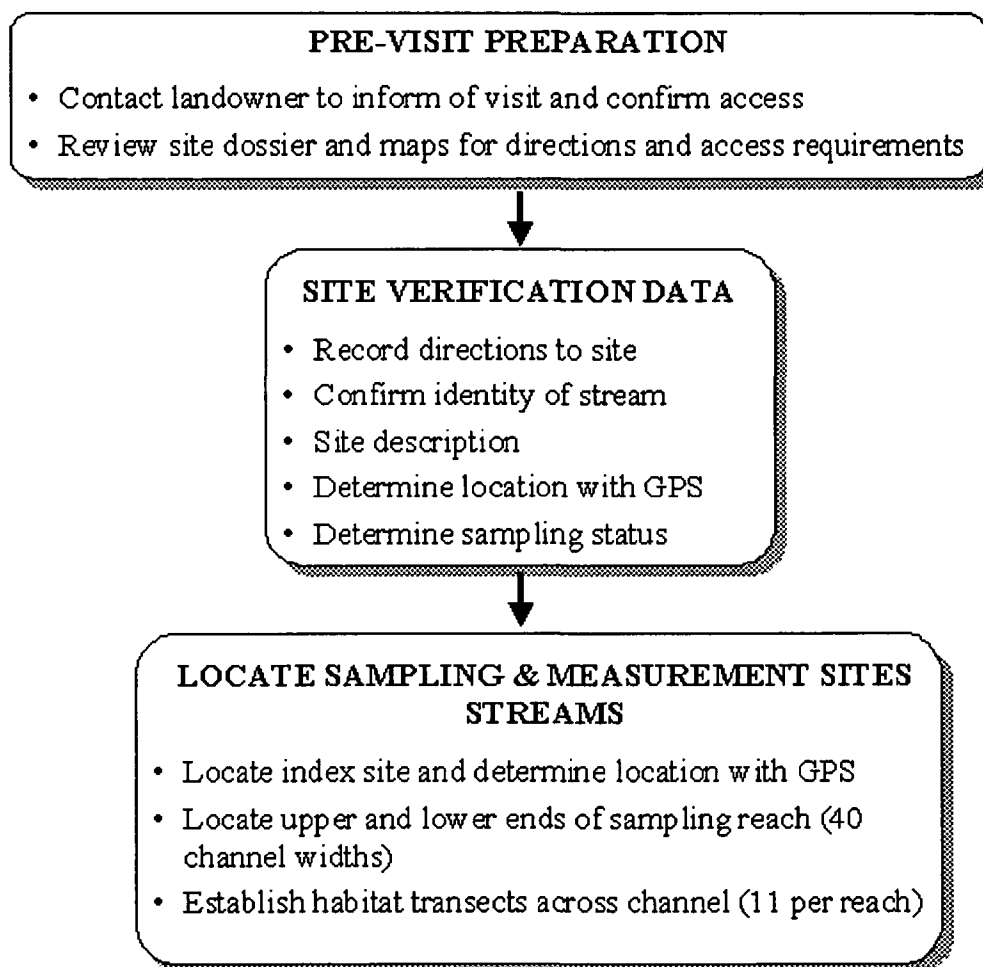 PRE-VISIT PREPARATION
• Contact landowner to inform of visit and confirm access
• Review site dossier and maps for directions and access requirements
SITE VERIFICATION DATA
• Record directions to site
• Confirm identity of stream
• Site description
• Determine location with GPS
• Determine sampling status
LOCATE SAMPLING & MEASUREMENT SITES
STREAMS
• Locate index site and determine location with GPS
• Locate upper and lower ends of sampling reach (40
channel widths)
• Establish habitat transects across channel (11 per reach)